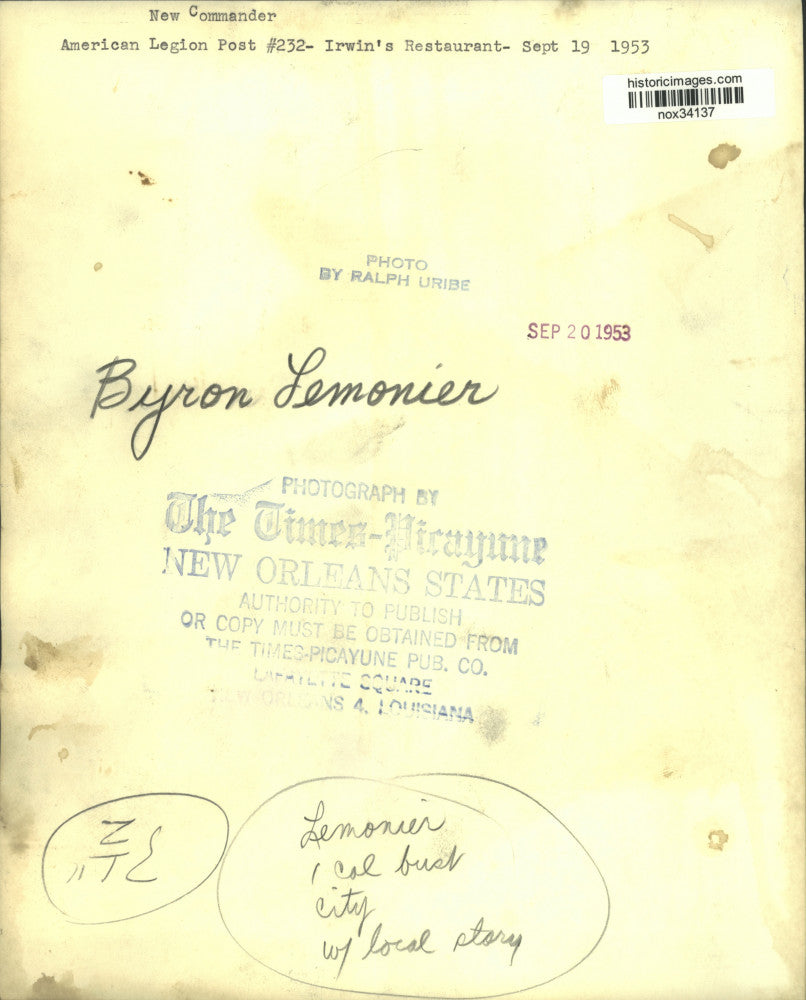 New Commander
American Legion Post #232- Irwin's Restaurant- Sept 19 1953
historicimages.com
nox34137
PHOTO
BY RALPH URIBE
SEP 20 1953
Byron Lemonier
PHOTOGRAPH BY
The Times-Picayune
NEW ORLEANS STATES
AUTHORITY TO PUBLISH
OR COPY MUST BE OBTAINED FROM
THE TIMES-PICAYUNE PUB. CO.
LAFAYETTE SQUARE
NEW ORLEANS 4, LOUISIANA
Lemonier
1 col bust
city
w/ local story